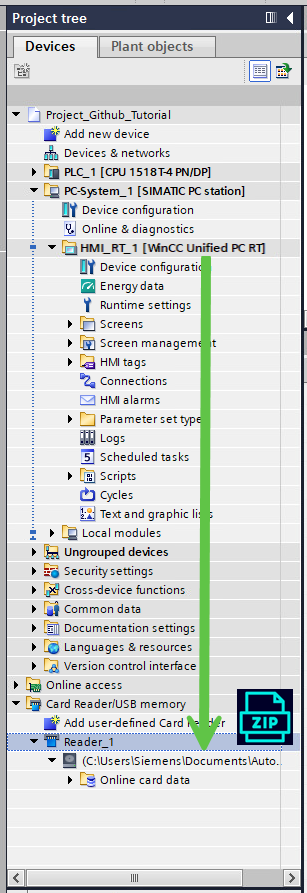 Project tree
Devices
Plant objects
Project_Github_Tutorial
Add new device
Devices & networks
PLC_1 [CPU 1518T-4 PN/DP]
PC-System_1 [SIMATIC PC station]
Device configuration
Online & diagnostics
HMI_RT_1 [WinCC Unified PC RT]
Device configuration
Energy data
Runtime settings
Screens
Screen management
HMI tags
Connections
HMI alarms
Parameter set types
Logs
Scheduled tasks
Scripts
Cycles
Text and graphic lists
Local modules
Ungrouped devices
Security settings
Cross-device functions
Common data
Documentation settings
Languages & resources
Version control interface
Online access
Card Reader/USB memory
Add user-defined Card Reader
ZIP
Reader_1
(C:\Users\Siemens\Documents\Auto...
Online card data